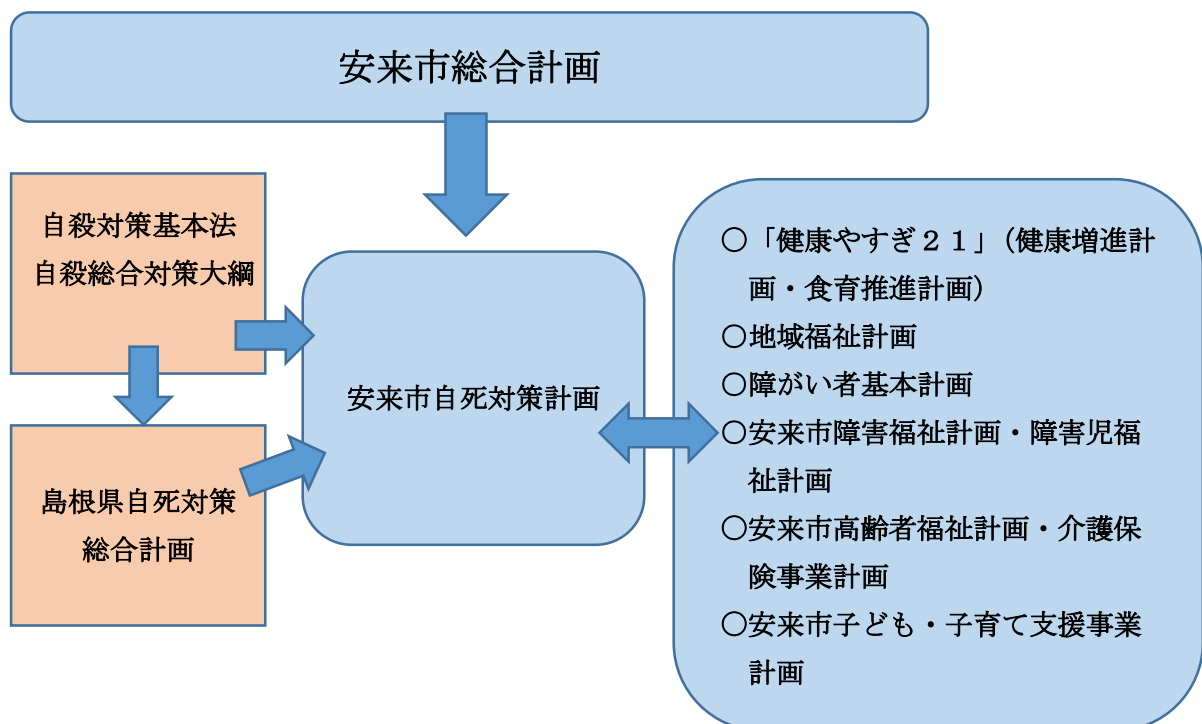 安来市総合計画
自殺対策基本法
自殺総合対策大綱
島根県自死対策
総合計画
安来市自死対策計画
○「健康やすぎ２１」（健康増進計
画・食育推進計画）
○地域福祉計画
○障がい者基本計画
○安来市障害福祉計画・障害児福
祉計画
○安来市高齢者福祉計画・介護保
険事業計画
○安来市子ども・子育て支援事業
計画